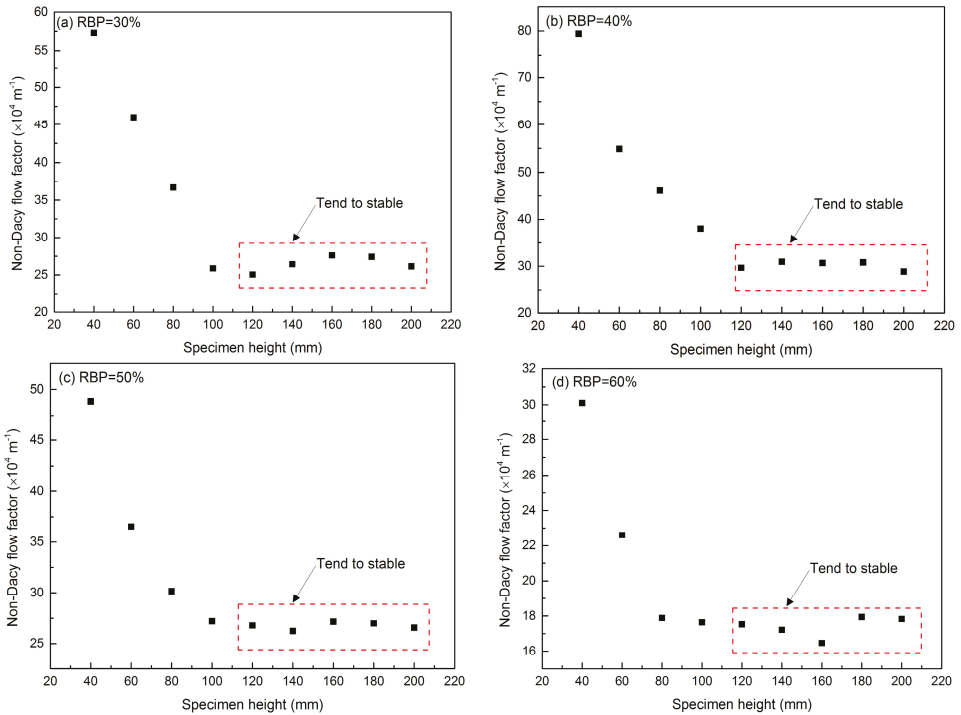 (a) RBP=30%
60
55
50
45
40
35
30
25
20
20 40 60 80 100 120 140 160 180 200 220
Non-Dacy flow factor (×10⁴ m⁻¹)
Specimen height (mm)
Tend to stable
(b) RBP=40%
80
70
60
50
40
30
20
20 40 60 80 100 120 140 160 180 200 220
Non-Dacy flow factor (×10⁴ m⁻¹)
Specimen height (mm)
Tend to stable
(c) RBP=50%
50
45
40
35
30
25
20 40 60 80 100 120 140 160 180 200 220
Non-Dacy flow factor (×10⁴ m⁻¹)
Specimen height (mm)
Tend to stable
(d) RBP=60%
32
30
28
26
24
22
20
18
16
20 40 60 80 100 120 140 160 180 200 220
Non-Dacy flow factor (×10⁴ m⁻¹)
Specimen height (mm)
Tend to stable